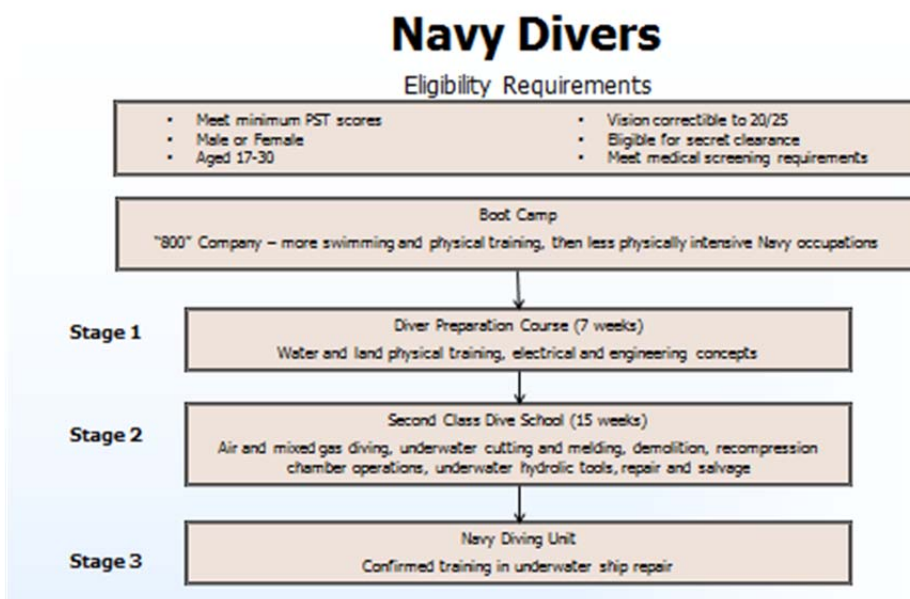 Navy Divers
Eligibility Requirements
• Meet minimum PST scores
• Male or Female
• Aged 17-30
• Vision correctible to 20/25
• Eligible for secret clearance
• Meet medical screening requirements
Boot Camp
"800" Company – more swimming and physical training, then less physically intensive Navy occupations
Stage 1
Diver Preparation Course (7 weeks)
Water and land physical training, electrical and engineering concepts
Stage 2
Second Class Dive School (15 weeks)
Air and mixed gas diving, underwater cutting and melding, demolition, recompression
chamber operations, underwater hydrolic tools, repair and salvage
Stage 3
Navy Diving Unit
Confirmed training in underwater ship repair